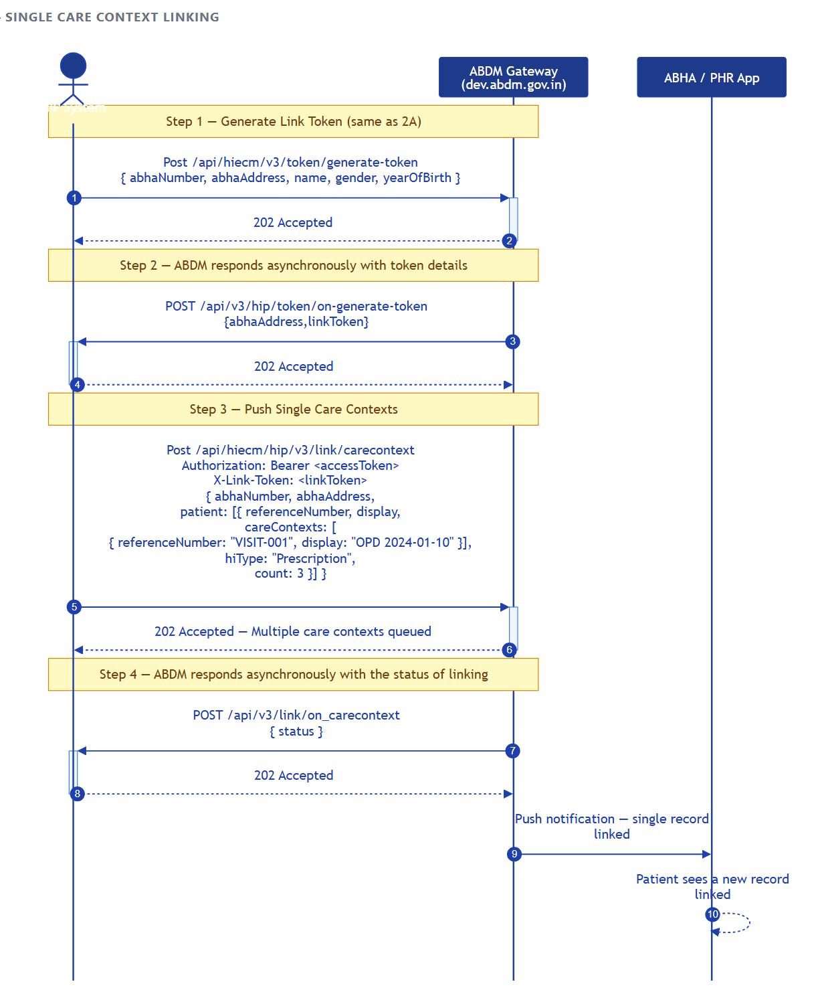 SINGLE CARE CONTEXT LINKING
ABDM Gateway
(dev.abdm.gov.in)
ABHA / PHR App
System
Step 1 — Generate Link Token (same as 2A)
Post /api/hiecm/v3/token/generate-token
{ abhaNumber, abhaAddress, name, gender, yearOfBirth }
1
202 Accepted
2
Step 2 — ABDM responds asynchronously with token details
POST /api/v3/hip/token/on-generate-token
{abhaAddress,linkToken}
3
202 Accepted
4
Step 3 — Push Single Care Contexts
Post /api/hiecm/hip/v3/link/carecontext
Authorization: Bearer <accessToken>
X-Link-Token: <linkToken>
{ abhaNumber, abhaAddress,
patient: [{ referenceNumber, display,
careContexts: [
{ referenceNumber: "VISIT-001", display: "OPD 2024-01-10" }],
hiType: "Prescription",
count: 3 }] }
5
202 Accepted — Multiple care contexts queued
6
Step 4 — ABDM responds asynchronously with the status of linking
POST /api/v3/link/on_carecontext
{ status }
7
202 Accepted
8
Push notification — single record
linked
9
Patient sees a new record
linked
10